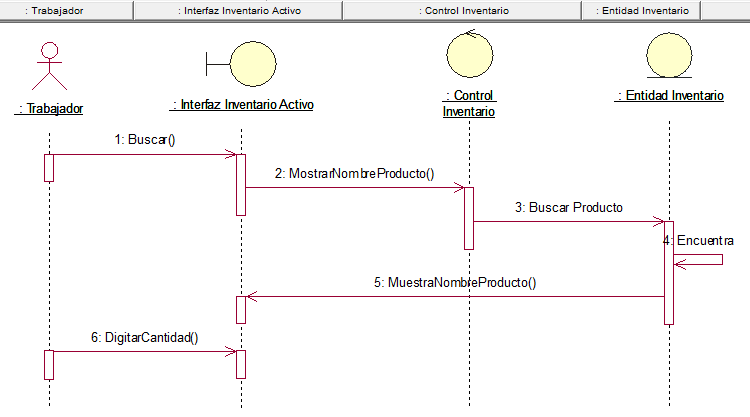 : Trabajador
: Interfaz Inventario Activo
: Control Inventario
: Entidad Inventario
: Trabajador
: Interfaz Inventario Activo
: Control
Inventario
: Entidad Inventario
1: Buscar()
2: MostrarNombreProducto()
3: Buscar Producto
4: Encuentra
5: MuestraNombreProducto()
6: DigitarCantidad()